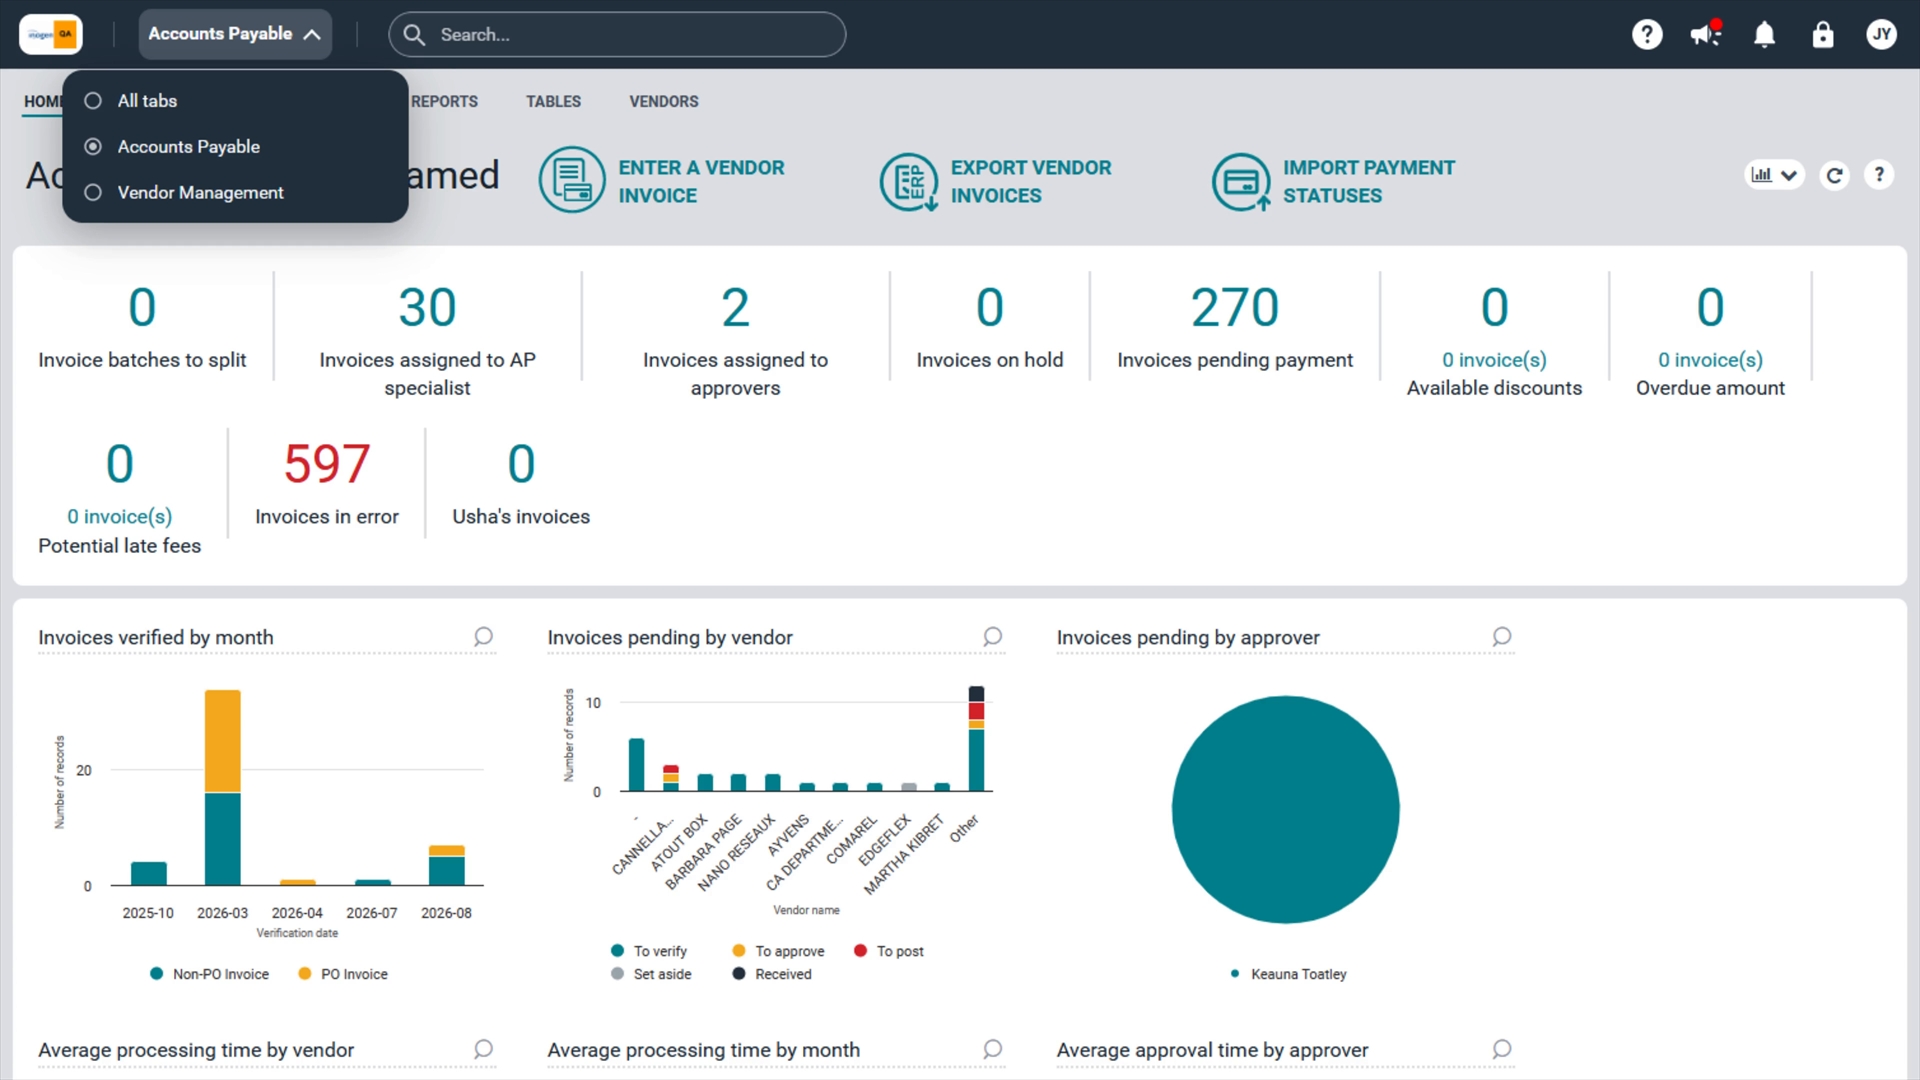 inogen QA
Accounts Payable
Search...
?
JY
All tabs
Accounts Payable
Vendor Management
HOM
REPORTS
TABLES
VENDORS
Ac
amed
ENTER A VENDOR
INVOICE
ERP
EXPORT VENDOR
INVOICES
IMPORT PAYMENT
STATUSES
?
0
Invoice batches to split
30
Invoices assigned to AP
specialist
2
Invoices assigned to
approvers
0
Invoices on hold
270
Invoices pending payment
0
0 invoice(s)
Available discounts
0
0 invoice(s)
Overdue amount
0
0 invoice(s)
Potential late fees
597
Invoices in error
0
Usha's invoices
Invoices verified by month
Number of records
20
0
2025-10
2026-03
2026-04
2026-07
2026-08
Verification date
Non-PO Invoice
PO Invoice
Invoices pending by vendor
Number of records
10
0
-
CANNELLA...
ATOUT BOX
BARBARA PAGE
NANO RESEAUX
AYVENS
CA DEPARTME...
COMAREL
EDGEFLEX
MARTHA KIBRET
Other
Vendor name
To verify
To approve
To post
Set aside
Received
Invoices pending by approver
Keauna Toatley
Average processing time by vendor
Average processing time by month
Average approval time by approver